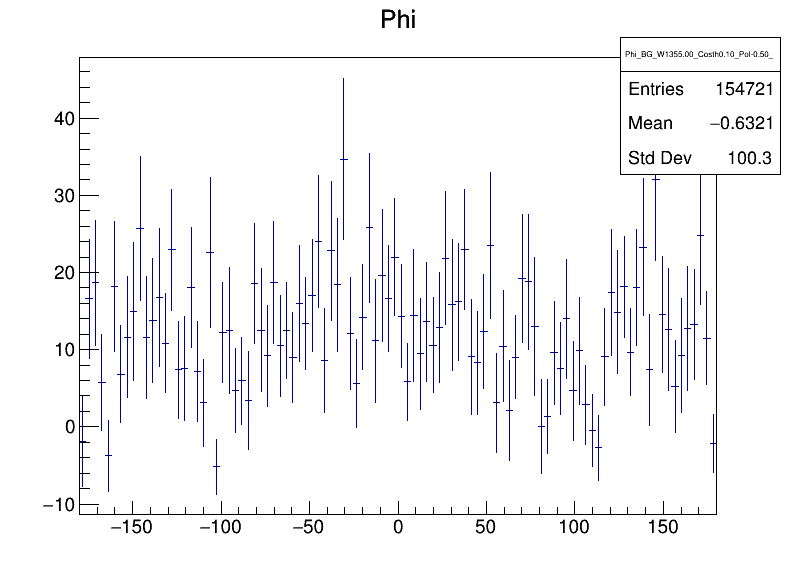 Phi
Phi_BG_W1355.00_Costh0.10_Pol-0.50_
Entries 154721
Mean −0.6321
Std Dev 100.3
40
30
20
10
0
−10
−150 −100 −50 0 50 100 150